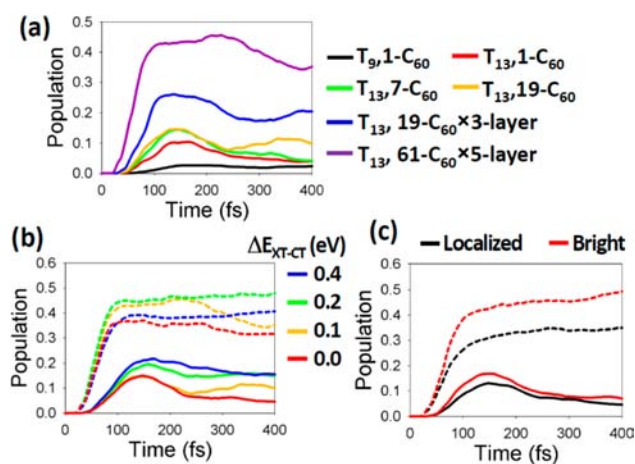 (a)
0.5
0.4
0.3
0.2
0.1
0
Population
0 100 200 300 400
Time (fs)
T₉,1-C₆₀
T₁₃,1-C₆₀
T₁₃,7-C₆₀
T₁₃,19-C₆₀
T₁₃, 19-C₆₀×3-layer
T₁₃, 61-C₆₀×5-layer
(b)
0.6
0.5
0.4
0.3
0.2
0.1
0.0
Population
0 100 200 300 400
Time (fs)
ΔE_XT-CT (eV)
0.4
0.2
0.1
0.0
(c)
Localized Bright
0.6
0.5
0.4
0.3
0.2
0.1
0
Population
0 100 200 300 400
Time (fs)